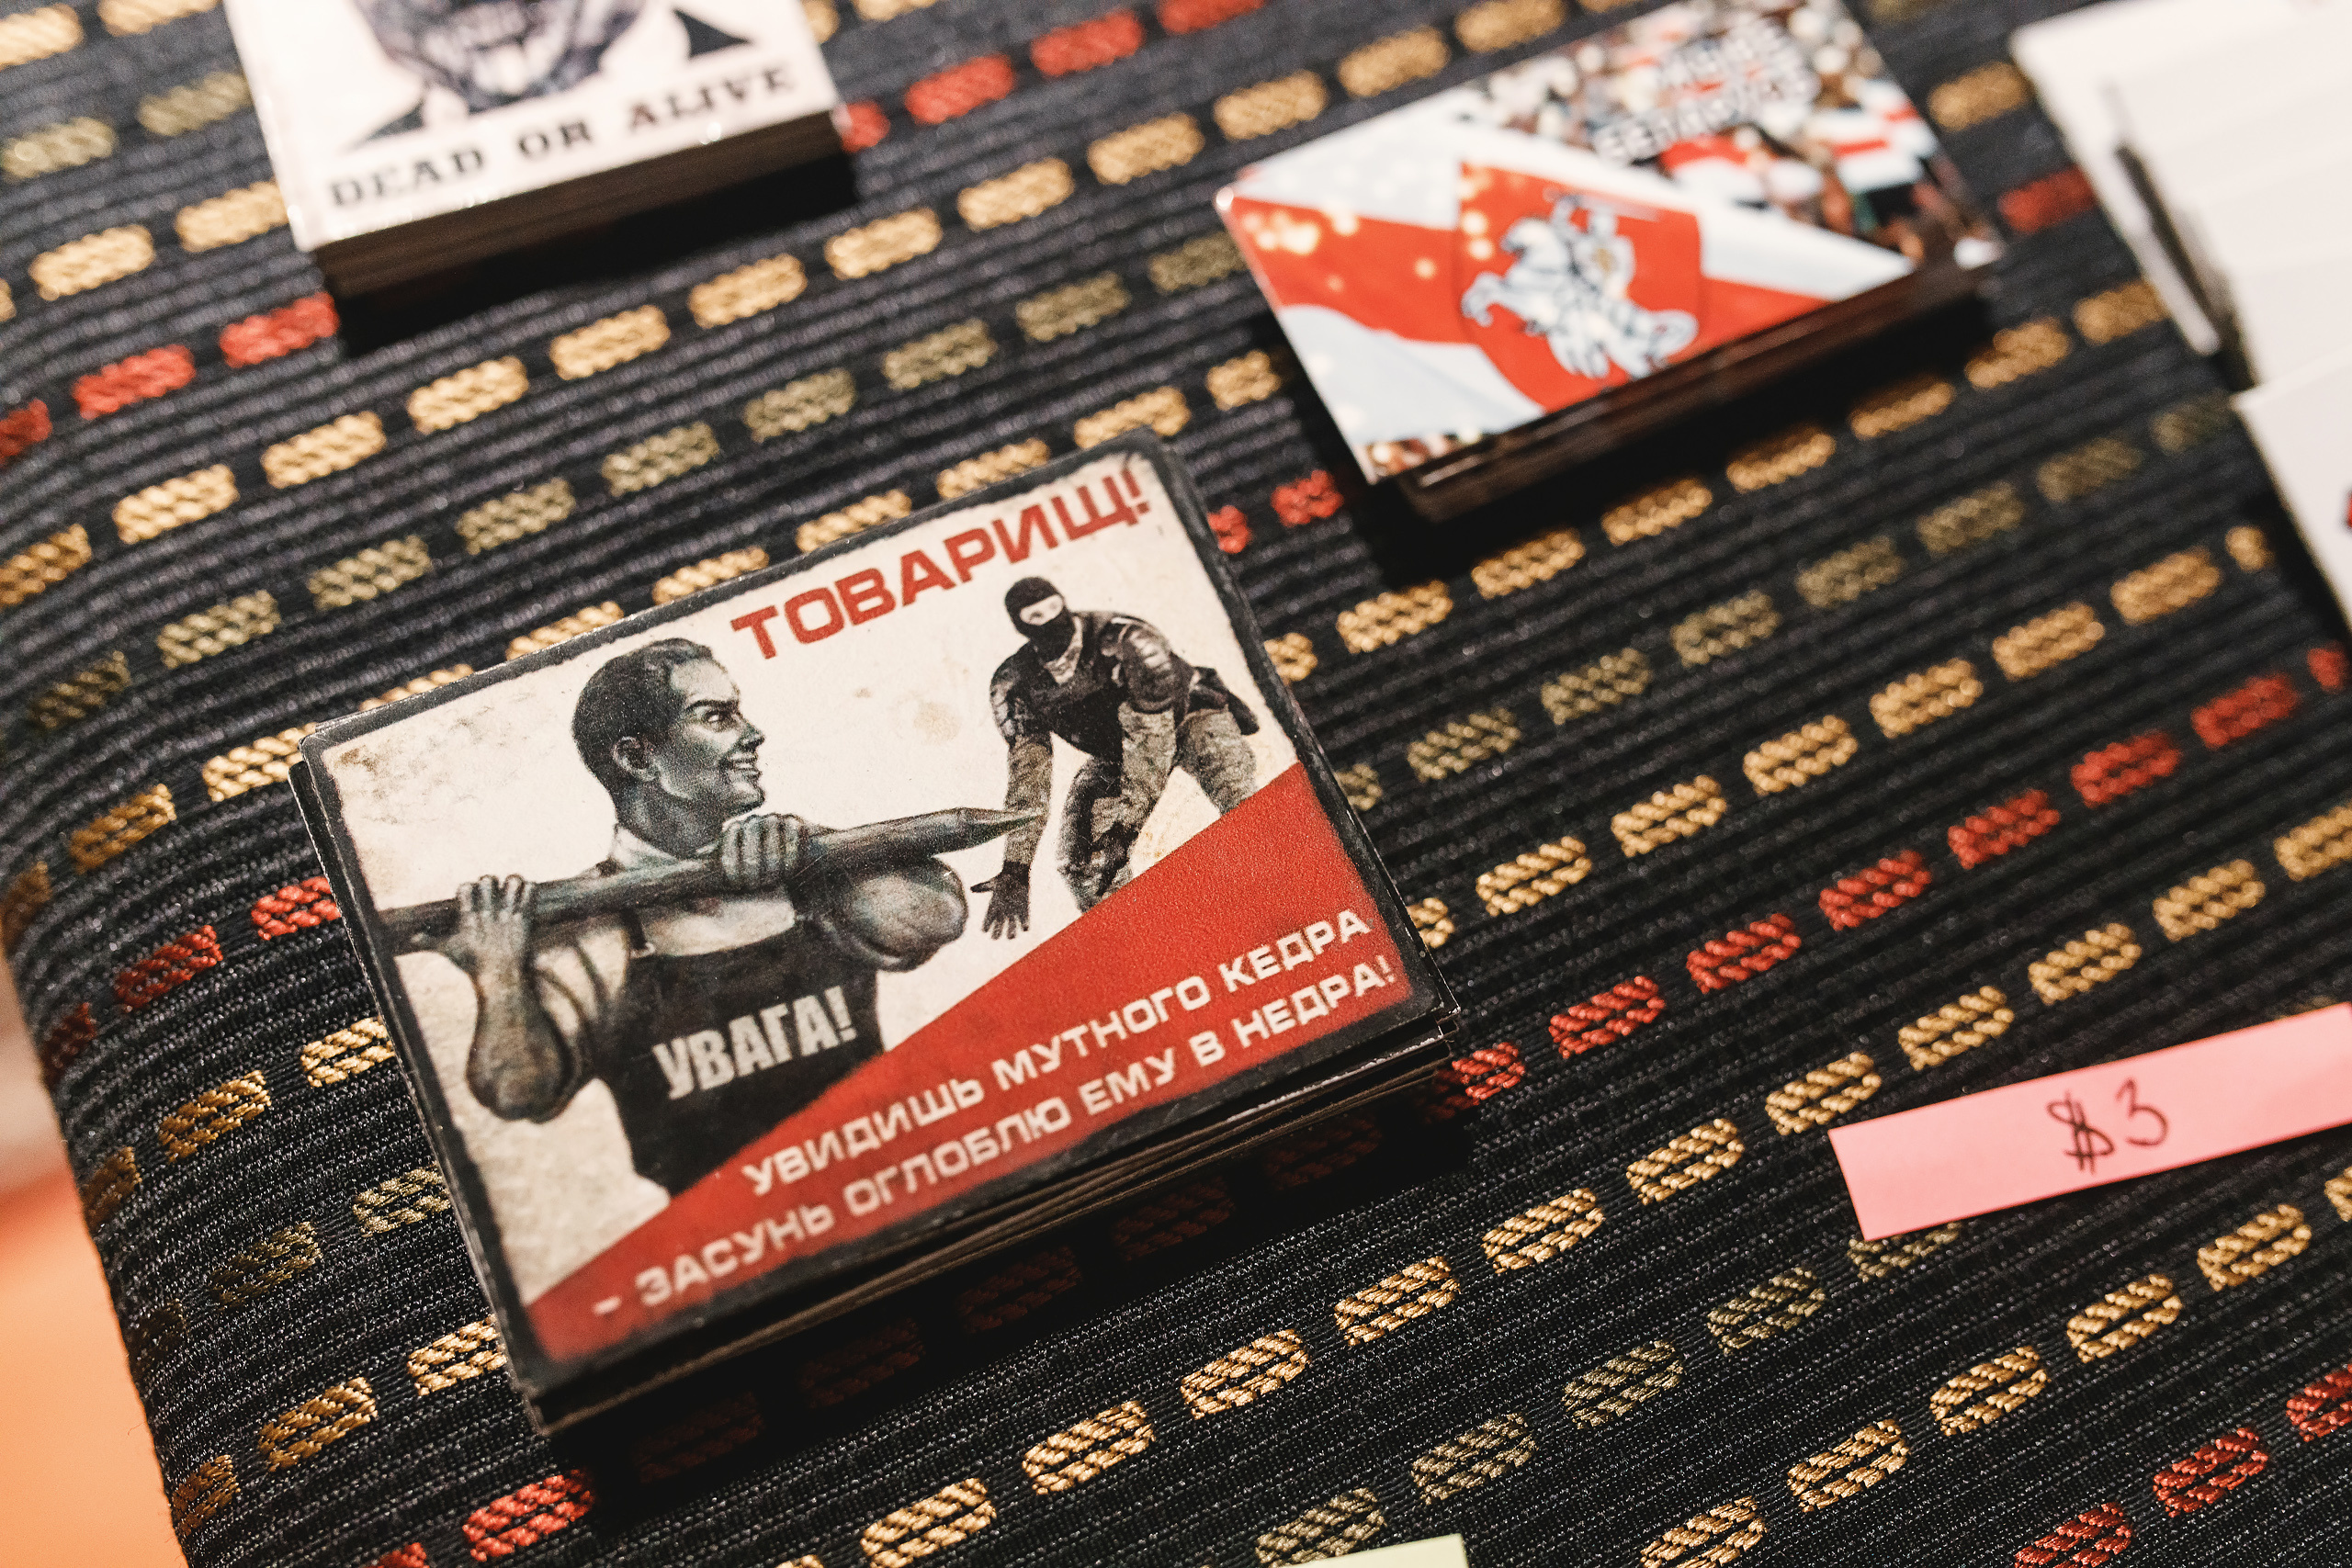 DEAD OR ALIVE
ТОВАРИЩ!
УВАГА!
УВИДИШЬ МУТНОГО КЕДРА
- ЗАСУНЬ ОГЛОБЛЮ ЕМУ В НЕДРА!
$3